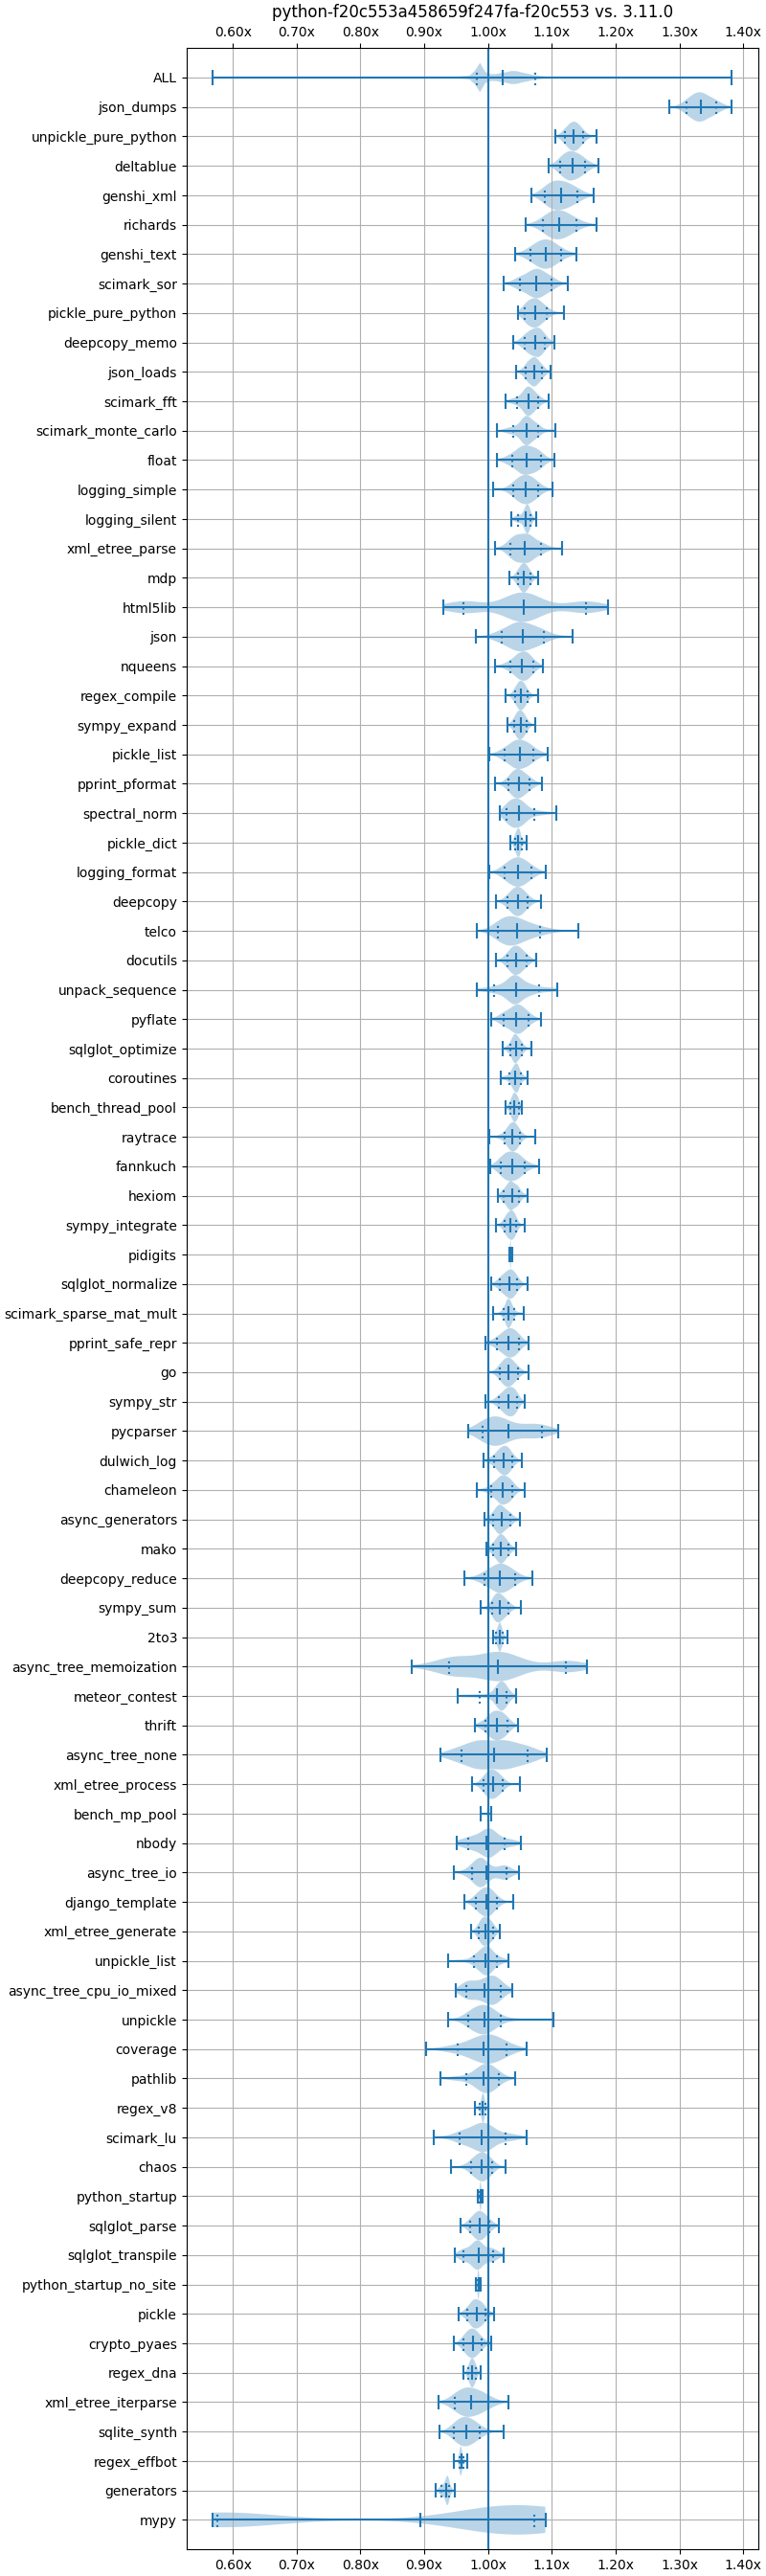 python-f20c553a458659f247fa-f20c553 vs. 3.11.0
0.60x 0.70x 0.80x 0.90x 1.00x 1.10x 1.20x 1.30x 1.40x
ALL
json_dumps
unpickle_pure_python
deltablue
genshi_xml
richards
genshi_text
scimark_sor
pickle_pure_python
deepcopy_memo
json_loads
scimark_fft
scimark_monte_carlo
float
logging_simple
logging_silent
xml_etree_parse
mdp
html5lib
json
nqueens
regex_compile
sympy_expand
pickle_list
pprint_pformat
spectral_norm
pickle_dict
logging_format
deepcopy
telco
docutils
unpack_sequence
pyflate
sqlglot_optimize
coroutines
bench_thread_pool
raytrace
fannkuch
hexiom
sympy_integrate
pidigits
sqlglot_normalize
scimark_sparse_mat_mult
pprint_safe_repr
go
sympy_str
pycparser
dulwich_log
chameleon
async_generators
mako
deepcopy_reduce
sympy_sum
2to3
async_tree_memoization
meteor_contest
thrift
async_tree_none
xml_etree_process
bench_mp_pool
nbody
async_tree_io
django_template
xml_etree_generate
unpickle_list
async_tree_cpu_io_mixed
unpickle
coverage
pathlib
regex_v8
scimark_lu
chaos
python_startup
sqlglot_parse
sqlglot_transpile
python_startup_no_site
pickle
crypto_pyaes
regex_dna
xml_etree_iterparse
sqlite_synth
regex_effbot
generators
mypy
0.60x 0.70x 0.80x 0.90x 1.00x 1.10x 1.20x 1.30x 1.40x